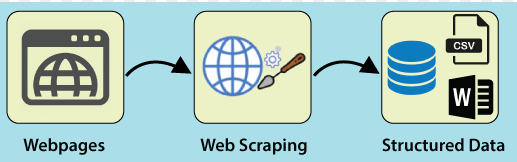 CSV
W
Webpages
Web Scraping
Structured Data